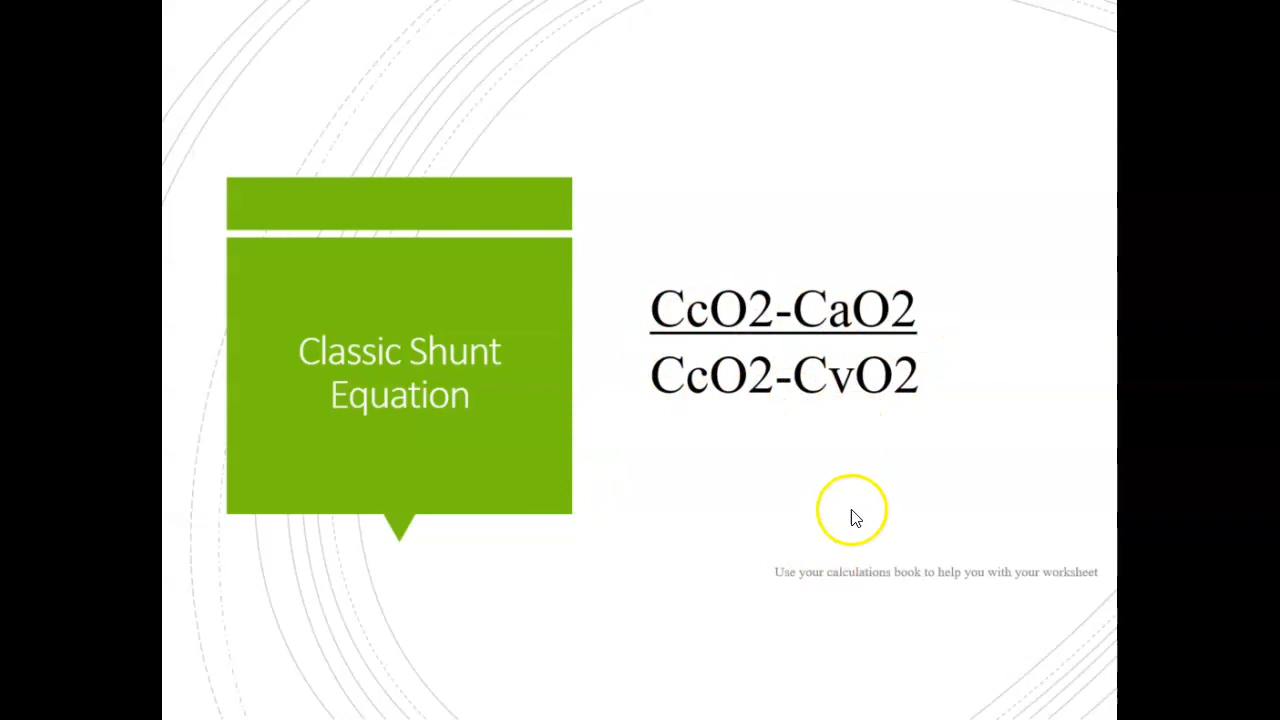 Classic Shunt
Equation
CcO2-CaO2
CcO2-CvO2
Use your calculations book to help you with your worksheet